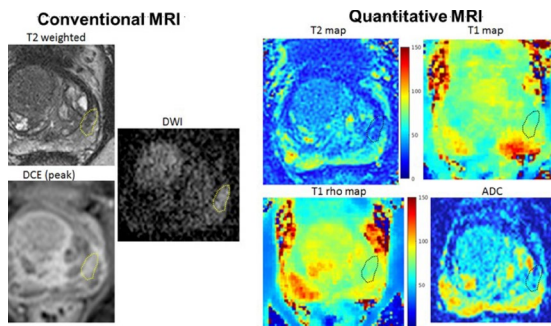 Conventional MRI
T2 weighted
DWI
DCE (peak)
Quantitative MRI
T2 map
T1 map
150
100
50
0
T1 rho map
ADC
150
100
50
0